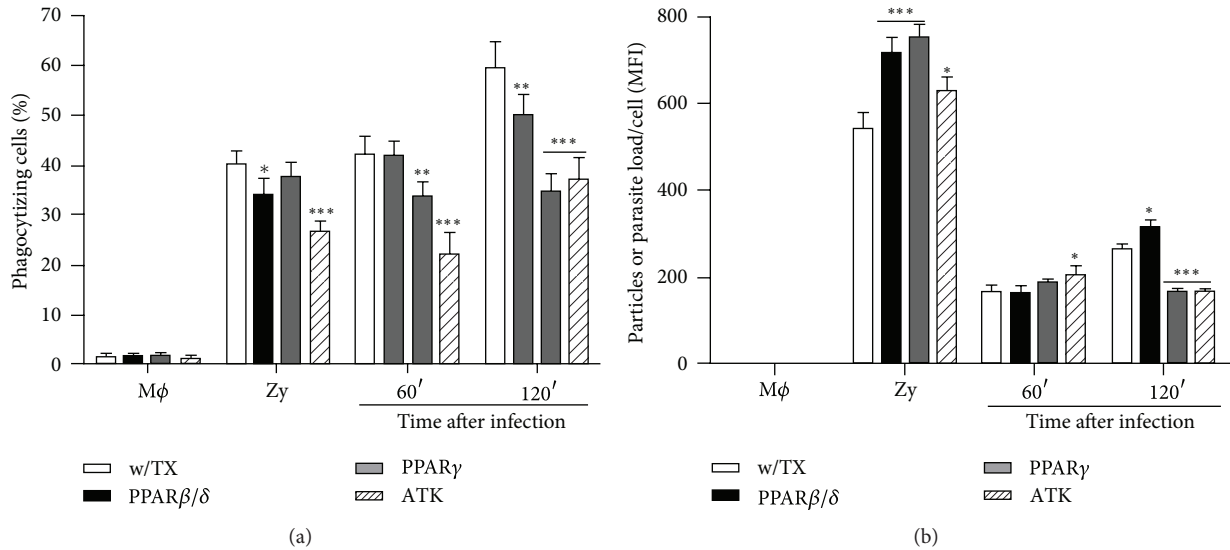 Phagocytizing cells (%)
70
60
50
40
30
20
10
0
*
***
**
***
**
***
Mϕ Zy 60′ 120′
Time after infection
w/TX
PPARβ/δ
PPARγ
ATK
(a)
Particles or parasite load/cell (MFI)
800
600
400
200
0
***
*
*
*
***
Mϕ Zy 60′ 120′
Time after infection
w/TX
PPARβ/δ
PPARγ
ATK
(b)